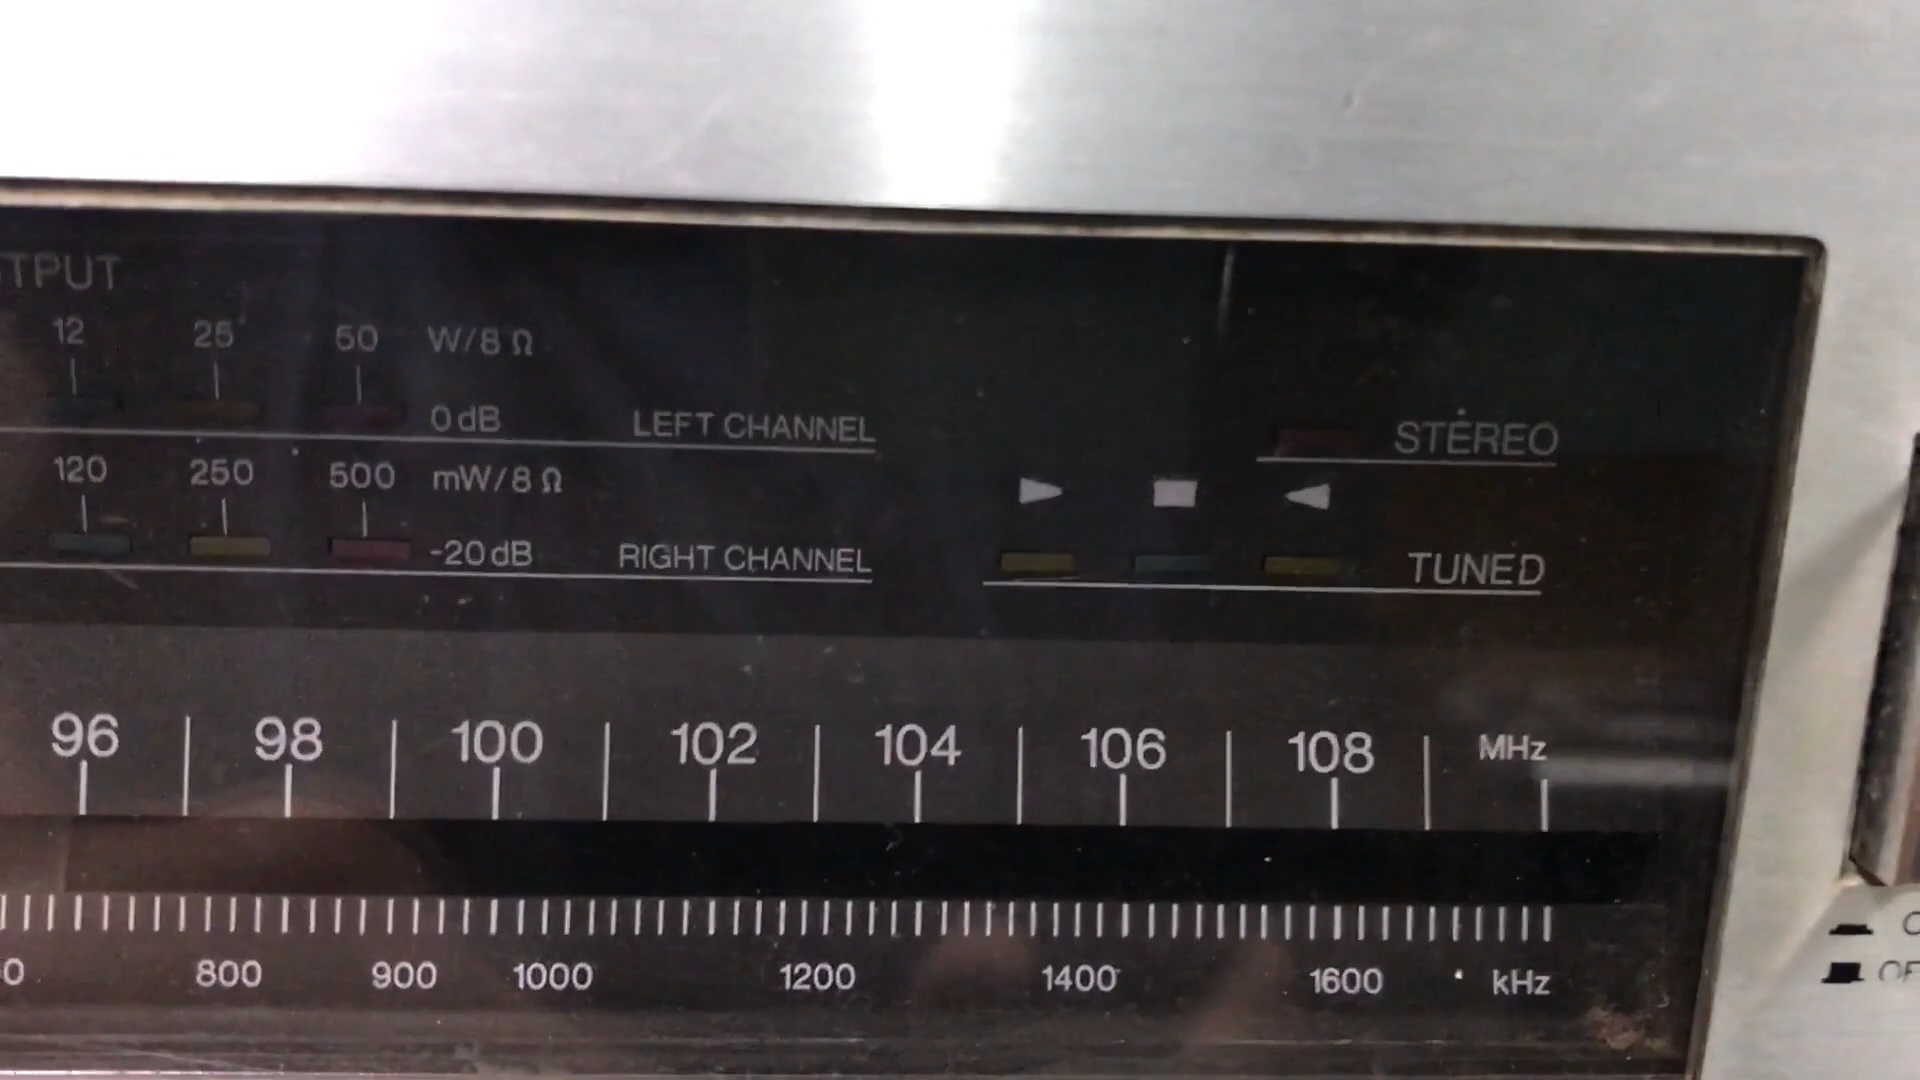 TPUT
12 25 50 W/8 Ω
0 dB LEFT CHANNEL STEREO
120 250 500 mW/8 Ω
-20 dB RIGHT CHANNEL TUNED
96 98 100 102 104 106 108 MHz
0 800 900 1000 1200 1400 1600 kHz